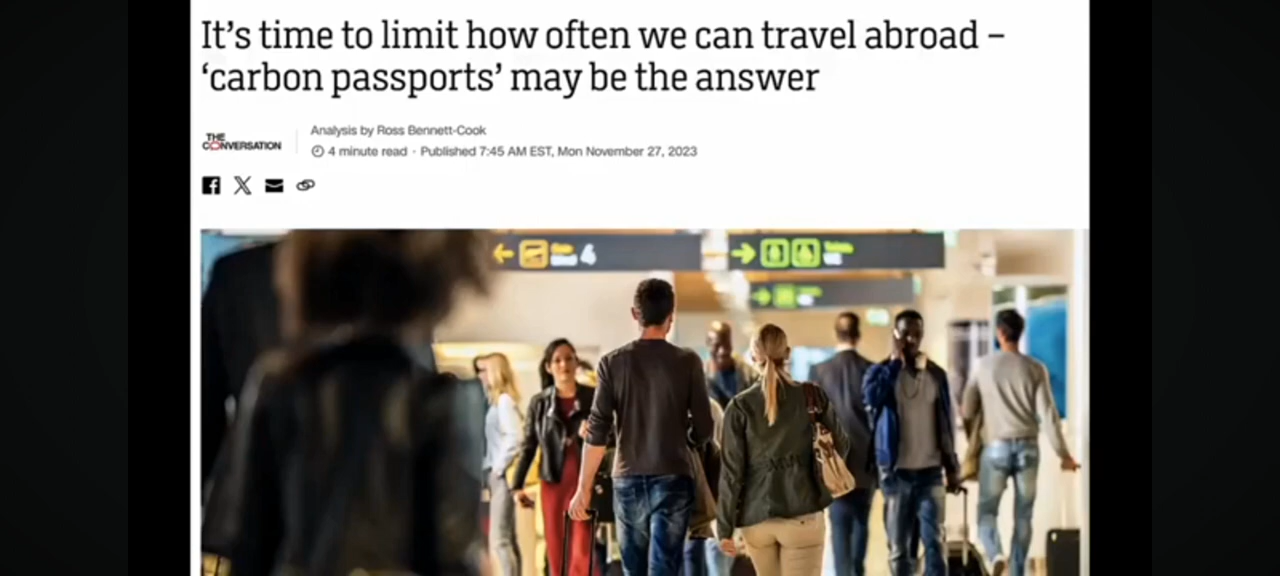 It’s time to limit how often we can travel abroad –
‘carbon passports’ may be the answer
THE
CONVERSATION
Analysis by Ross Bennett-Cook
4 minute read · Published 7:45 AM EST, Mon November 27, 2023
4